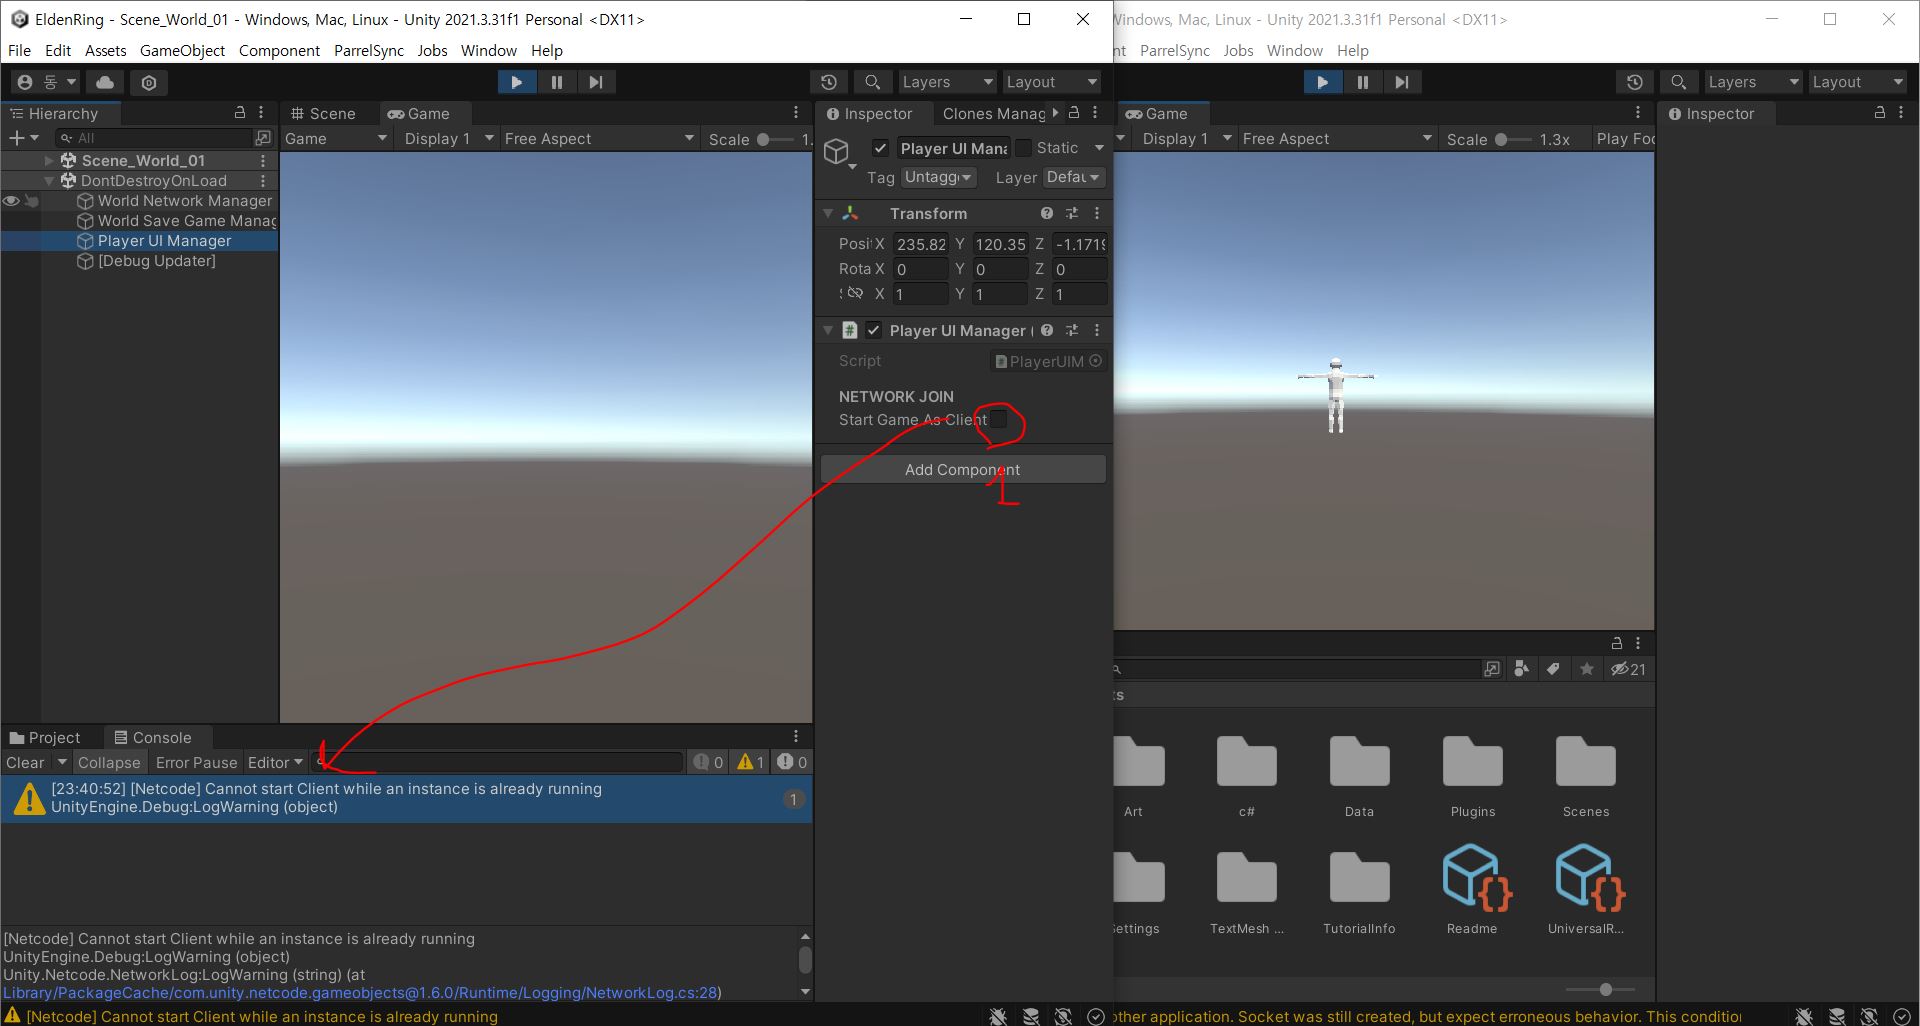 EldenRing - Scene_World_01 - Windows, Mac, Linux - Unity 2021.3.31f1 Personal <DX11>
File Edit Assets GameObject Component ParrelSync Jobs Window Help
동 Layers Layout
Hierarchy
All
Scene_World_01
DontDestroyOnLoad
World Network Manager
World Save Game Manag
Player UI Manager
[Debug Updater]
Scene Game
Game Display 1 Free Aspect Scale 1.
Inspector Clones Manag
Player UI Mana Static
Tag Untagg Layer Defau
Transform
Posi X 235.82 Y 120.35 Z -1.1719
Rota X 0 Y 0 Z 0
X 1 Y 1 Z 1
Player UI Manager (
Script PlayerUIM
NETWORK JOIN
Start Game As Client
Add Component
1
Project Console
Clear Collapse Error Pause Editor 0 1 0
[23:40:52] [Netcode] Cannot start Client while an instance is already running
UnityEngine.Debug:LogWarning (object)
1
[Netcode] Cannot start Client while an instance is already running
UnityEngine.Debug:LogWarning (object)
Unity.Netcode.NetworkLog:LogWarning (string) (at
Library/PackageCache/com.unity.netcode.gameobjects@1.6.0/Runtime/Logging/NetworkLog.cs:28)
[Netcode] Cannot start Client while an instance is already running
Windows, Mac, Linux - Unity 2021.3.31f1 Personal <DX11>
nt ParrelSync Jobs Window Help
Layers Layout
Game
Display 1 Free Aspect Scale 1.3x Play Foc
Inspector
21
ts
Art c# Data Plugins Scenes
Settings TextMesh ... TutorialInfo Readme UniversalR...
other application. Socket was still created, but expect erroneous behavior. This condition